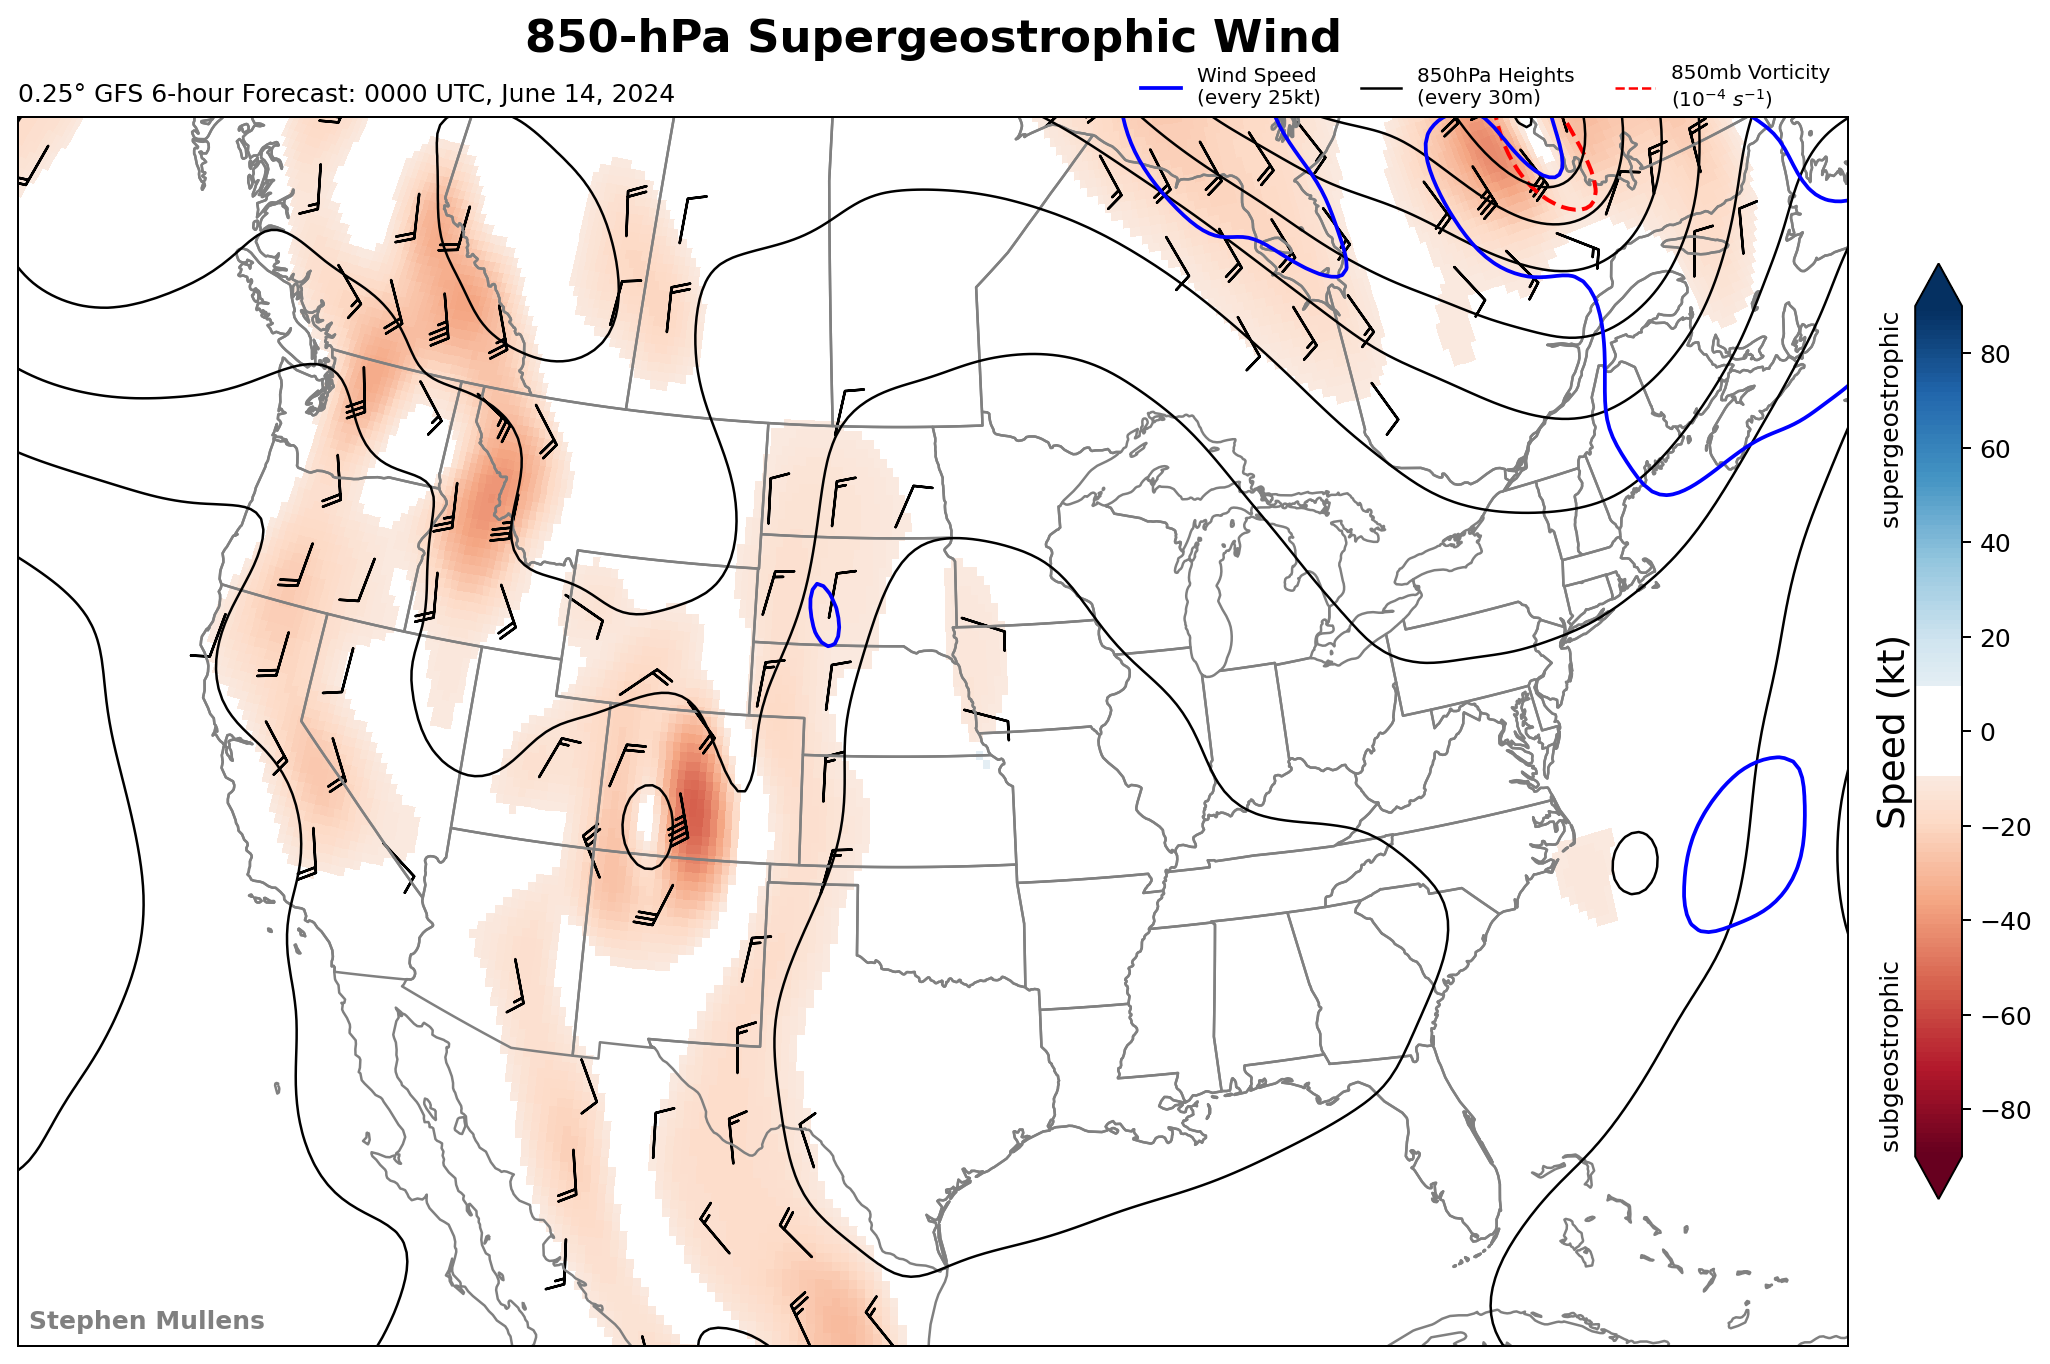 850-hPa Supergeostrophic Wind
0.25° GFS 6-hour Forecast: 0000 UTC, June 14, 2024
Wind Speed
(every 25kt)
850hPa Heights
(every 30m)
850mb Vorticity
(10⁻⁴ s⁻¹)
supergeostrophic
Speed (kt)
subgeostrophic
80
60
40
20
0
−20
−40
−60
−80
Stephen Mullens